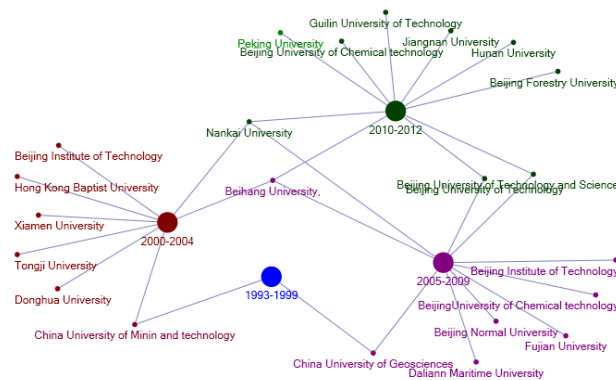 Guilin University of Technology
Peking University
Jiangnan University
Beijing University of Chemical technology
Hunan University
Beijing Forestry University
2010-2012
Nankai University
Beijing Institute of Technology
Hong Kong Baptist University
Beihang University,
Beijing University of Technology and Science
Beijing University of Technology
Xiamen University
2000-2004
Tongji University
Beijing Institute of Technology
2005-2009
1993-1999
Donghua University
BeijingUniversity of Chemical technology
China University of Minin and technology
Beijing Normal University
Fujian University
China University of Geosciences,
Daliann Maritime University